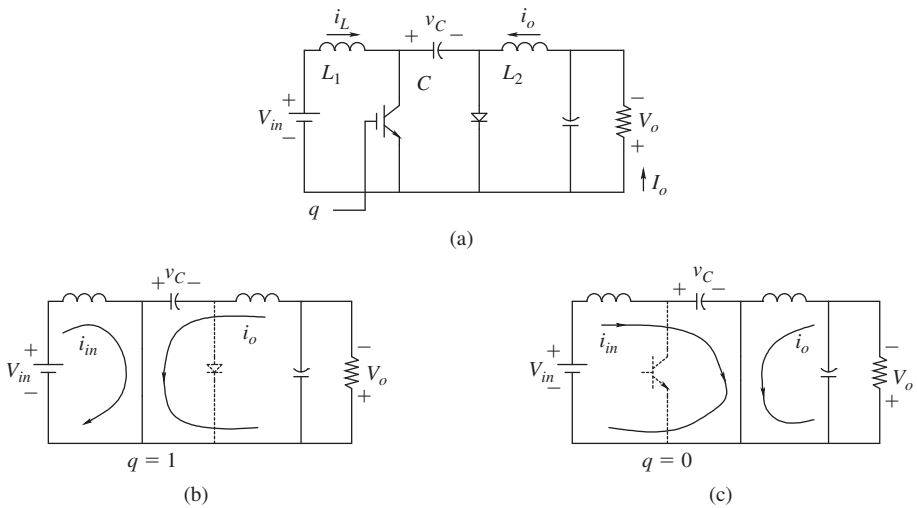 i_L
+ v_C −
i_o
L_1
C
L_2
+
V_in
−
−
V_o
+
I_o
q
(a)
+ v_C −
+
V_in
−
i_in
i_o
−
V_o
+
q = 1
(b)
+ v_C −
+
V_in
−
i_in
i_o
−
V_o
+
q = 0
(c)